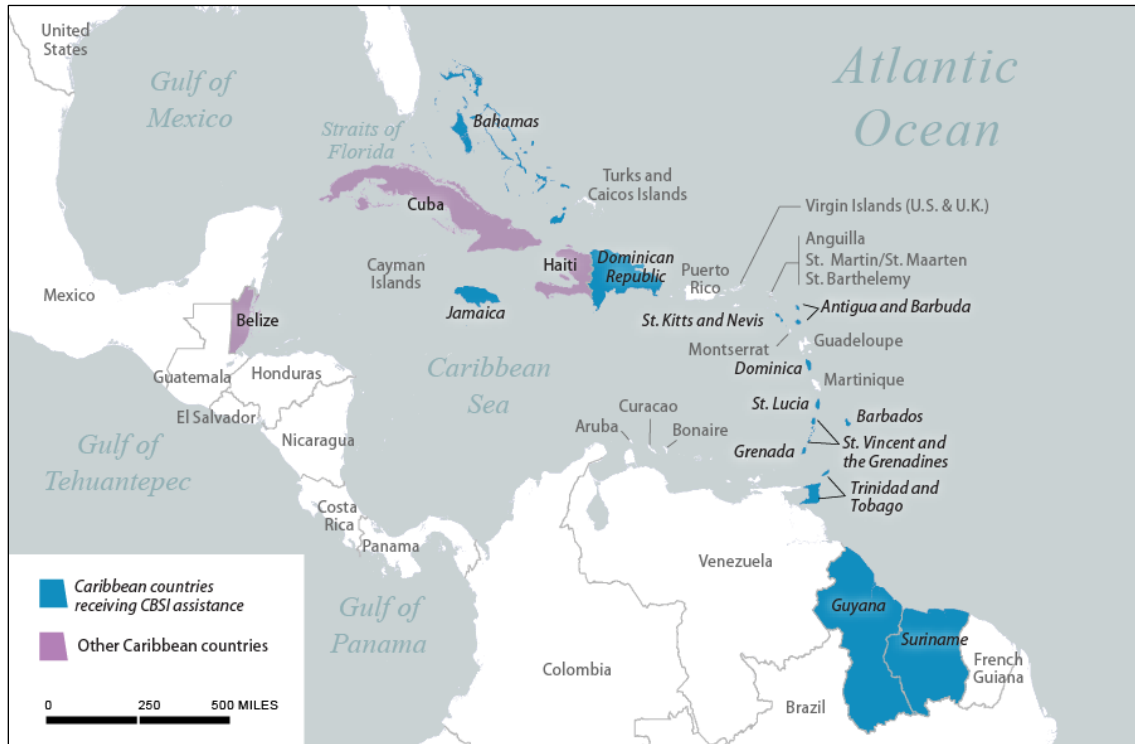 United
States
Gulf of
Mexico
Atlantic
Ocean
Straits of
Florida
Bahamas
Turks and
Caicos Islands
Cuba
Virgin Islands (U.S. & U.K.)
Anguilla
St. Martin/St. Maarten
St. Barthelemy
Mexico
Cayman
Islands
Haiti
Dominican
Republic
Puerto
Rico
Jamaica
Belize
St. Kitts and Nevis
Antigua and Barbuda
Montserrat
Guadeloupe
Guatemala
Honduras
Caribbean
Sea
Dominica
Martinique
El Salvador
Nicaragua
St. Lucia
Barbados
Curacao
Aruba
Bonaire
Grenada
St. Vincent and
the Grenadines
Gulf of
Tehuantepec
Trinidad and
Tobago
Costa
Rica
Panama
Venezuela
Gulf of
Panama
Guyana
Suriname
French
Guiana
Colombia
Brazil
Caribbean countries
receiving CBSI assistance
Other Caribbean countries
0 250 500 MILES